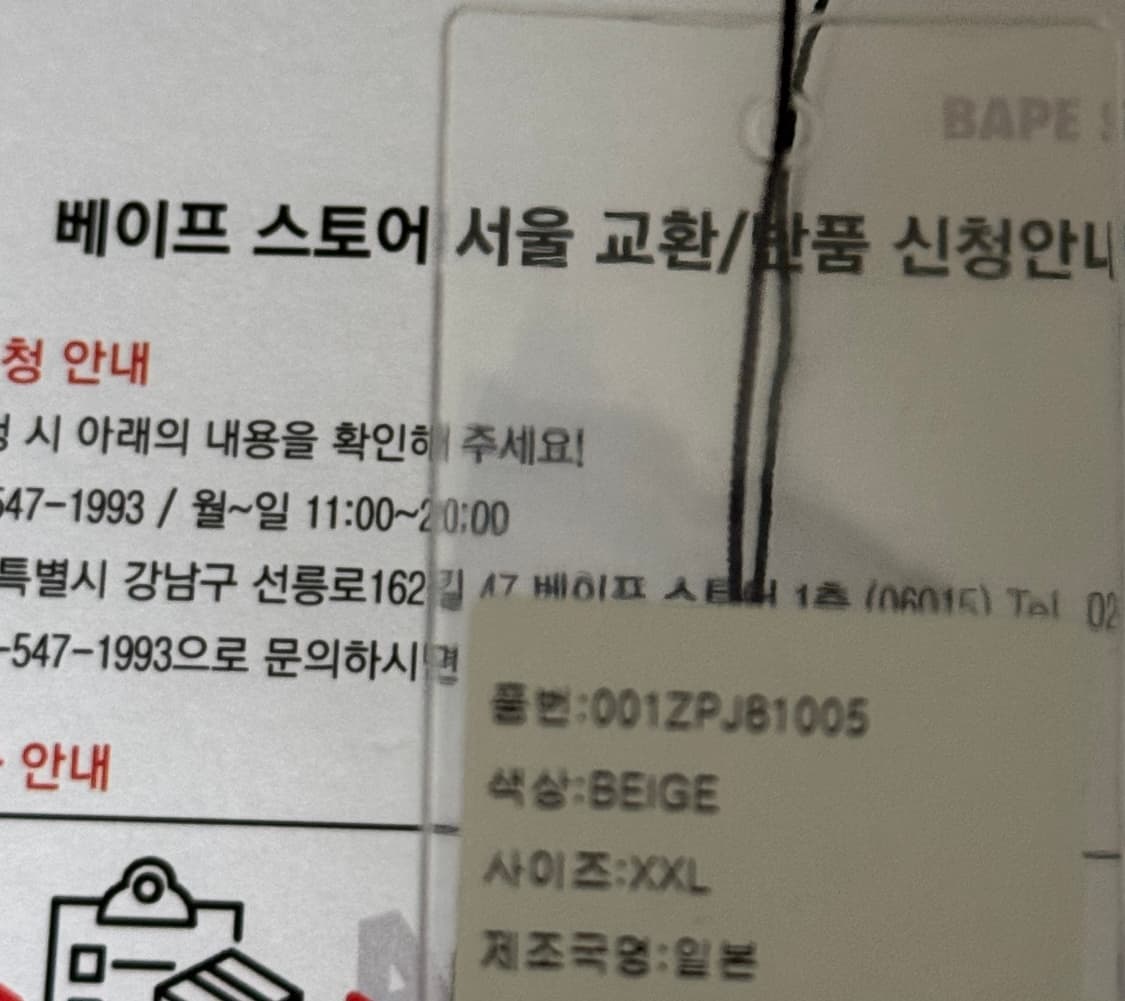 BAPE
베이프 스토어 서울 교환/반품 신청안내
청 안내
시 아래의 내용을 확인해 주세요!
547-1993 / 월~일 11:00~20:00
특별시 강남구 선릉로162길 47 베이프 스토어 1층 (06015) Tel 02
-547-1993으로 문의하시면
안내
품번:001ZPJ81005
색상:BEIGE
사이즈:XXL
제조국명:일본